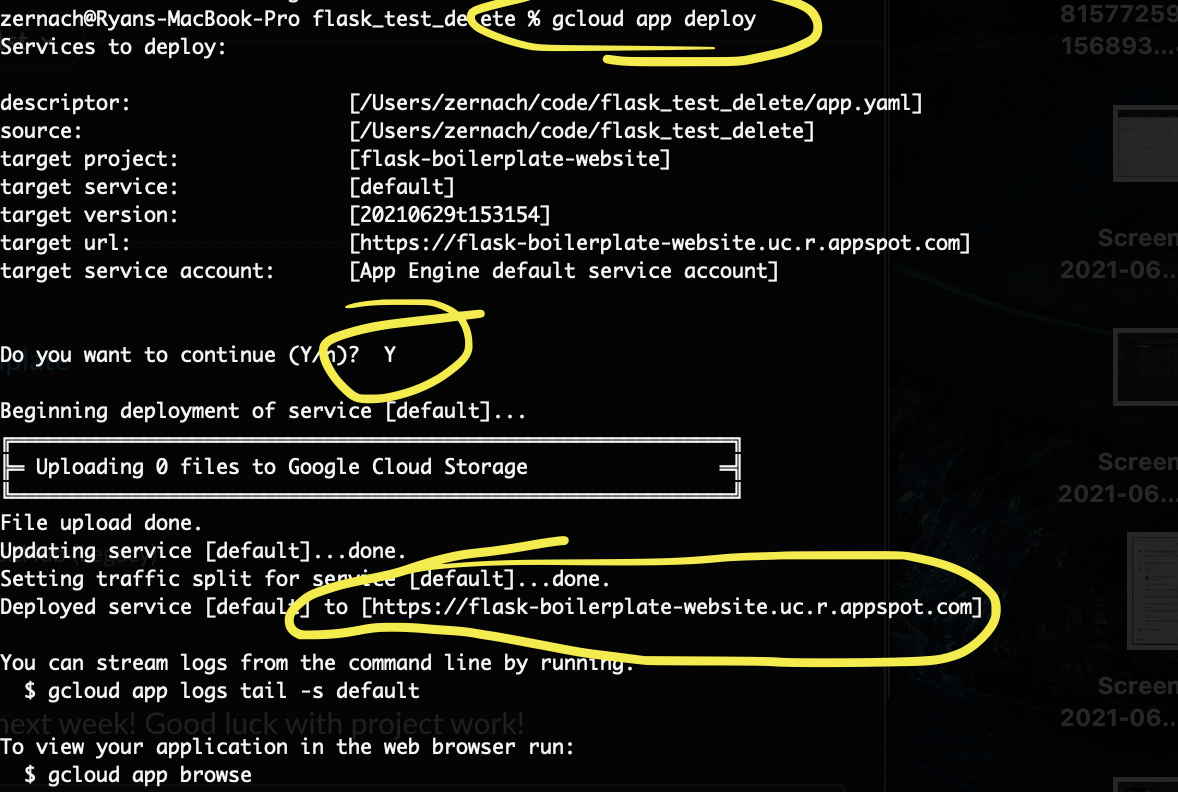 zernach@Ryans-MacBook-Pro flask_test_delete % gcloud app deploy
Services to deploy:
descriptor: [/Users/zernach/code/flask_test_delete/app.yaml]
source: [/Users/zernach/code/flask_test_delete]
target project: [flask-boilerplate-website]
target service: [default]
target version: [20210629t153154]
target url: [https://flask-boilerplate-website.uc.r.appspot.com]
target service account: [App Engine default service account]
Do you want to continue (Y/n)? Y
Beginning deployment of service [default]...
Uploading 0 files to Google Cloud Storage
File upload done.
Updating service [default]...done.
Setting traffic split for service [default]...done.
Deployed service [default] to [https://flask-boilerplate-website.uc.r.appspot.com]
You can stream logs from the command line by running:
$ gcloud app logs tail -s default
next week! Good luck with project work!
To view your application in the web browser run:
$ gcloud app browse
81577259
156893...
Screen
2021-06...
Screen
2021-06...
Screen
2021-06...